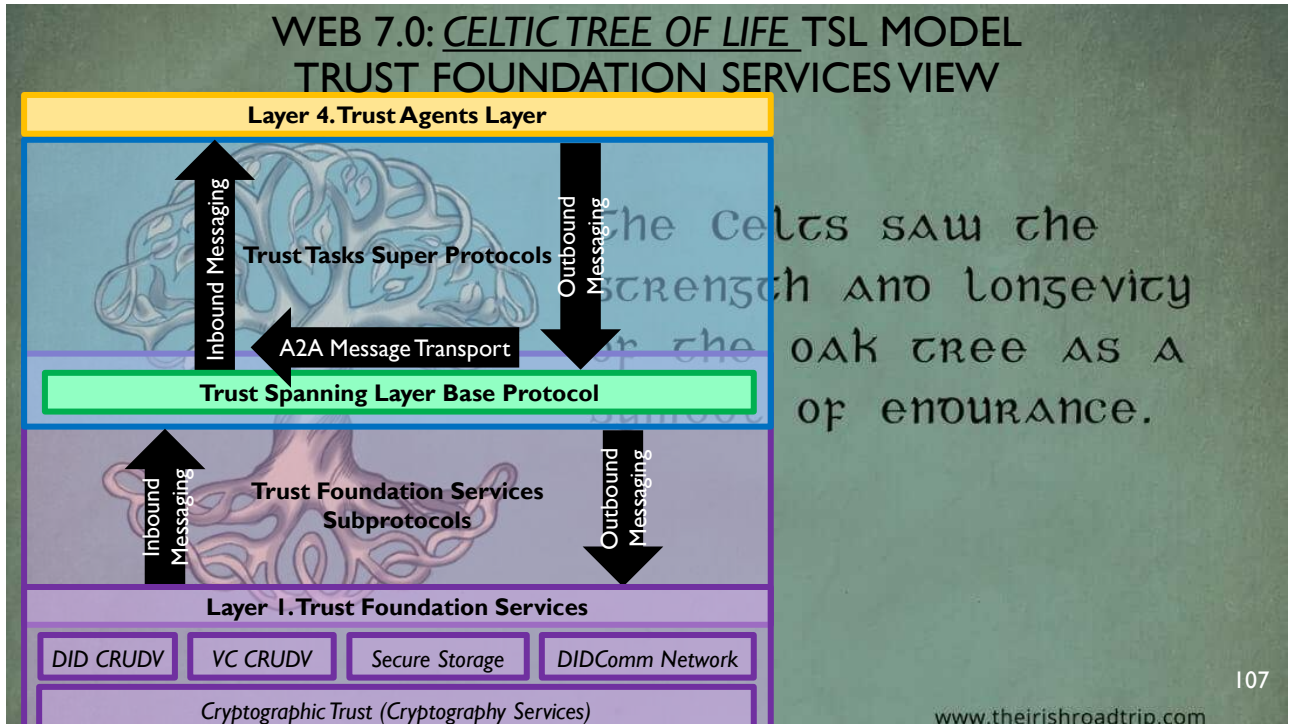 WEB 7.0: CELTIC TREE OF LIFE TSL MODEL
TRUST FOUNDATION SERVICES VIEW
Layer 4. Trust Agents Layer
Inbound Messaging
Trust Tasks Super Protocols
Outbound
Messaging
A2A Message Transport
Trust Spanning Layer Base Protocol
The Celts saw the
strength and longevity
of the oak tree as a
of endurance.
Inbound
Messaging
Trust Foundation Services
Subprotocols
Outbound
Messaging
Layer 1. Trust Foundation Services
DID CRUDV
VC CRUDV
Secure Storage
DIDComm Network
Cryptographic Trust (Cryptography Services)
107
www.theirishroadtrip.com